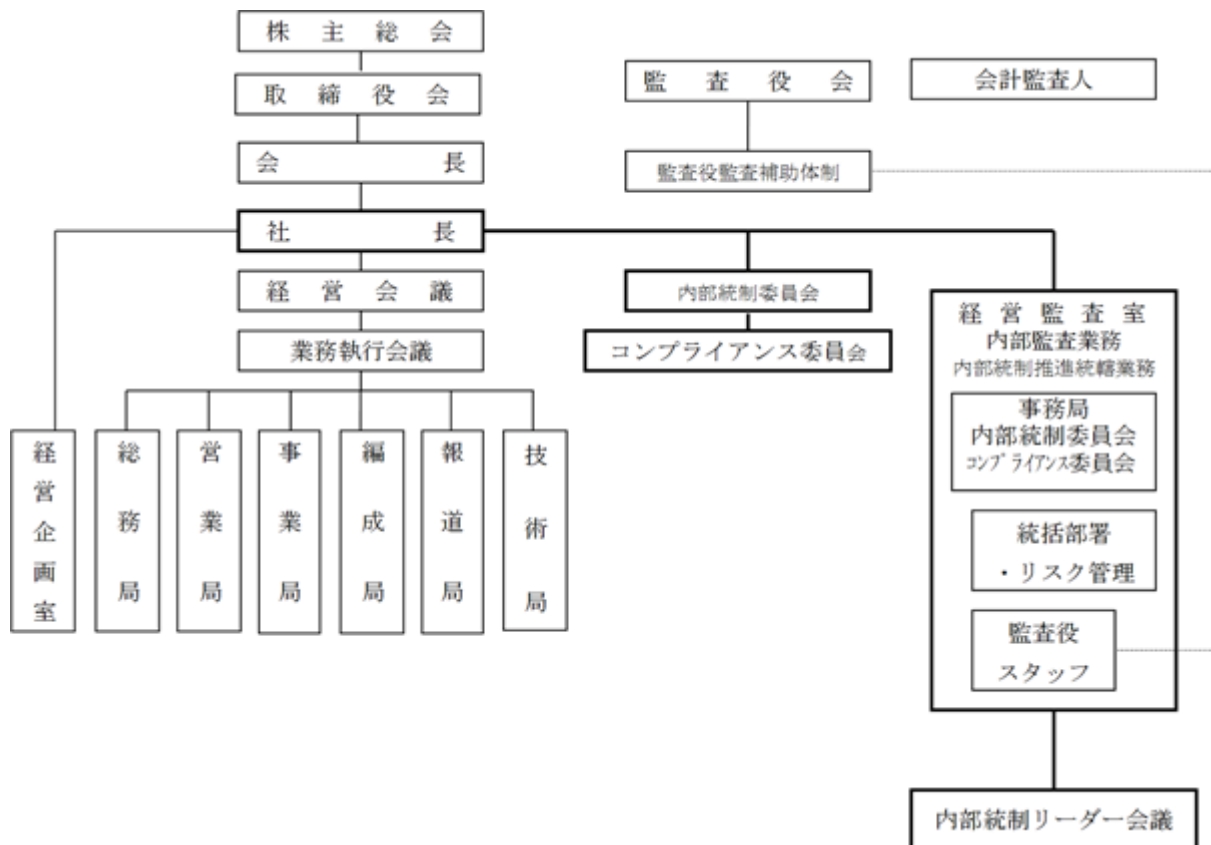 株主総会
取締役会
会長
社長
経営会議
業務執行会議
経営企画室
総務局
営業局
事業局
編成局
報道局
技術局
監査役会
監査役監査補助体制
会計監査人
内部統制委員会
コンプライアンス委員会
経営監査室
内部監査業務
内部統制推進統轄業務
事務局
内部統制委員会
コンプライアンス委員会
統括部署
・リスク管理
監査役
スタッフ
内部統制リーダー会議